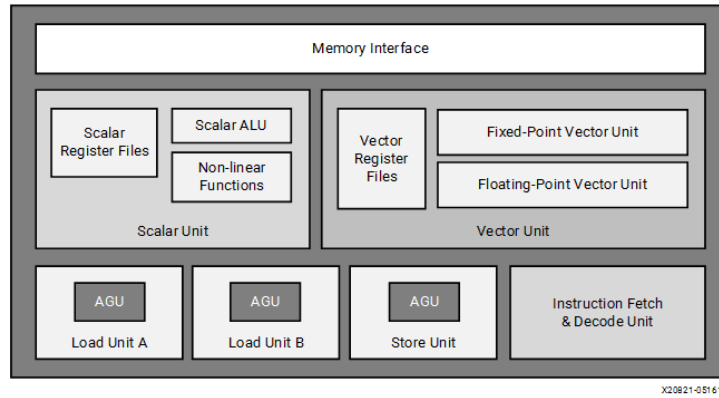 Memory Interface
Scalar
Register Files
Scalar ALU
Non-linear
Functions
Scalar Unit
Vector
Register
Files
Fixed-Point Vector Unit
Floating-Point Vector Unit
Vector Unit
AGU
Load Unit A
AGU
Load Unit B
AGU
Store Unit
Instruction Fetch
& Decode Unit
X20821-05161